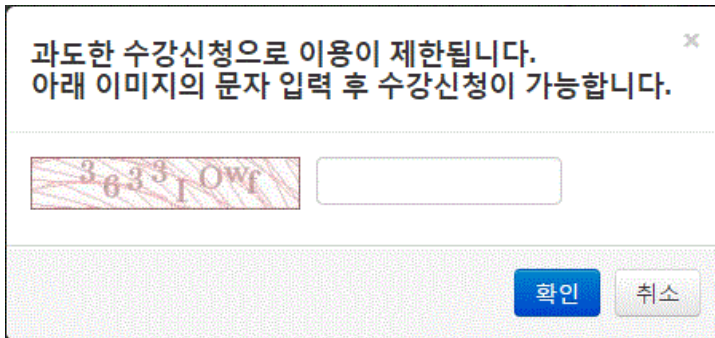 과도한 수강신청으로 이용이 제한됩니다.
아래 이미지의 문자 입력 후 수강신청이 가능합니다.
확인
취소